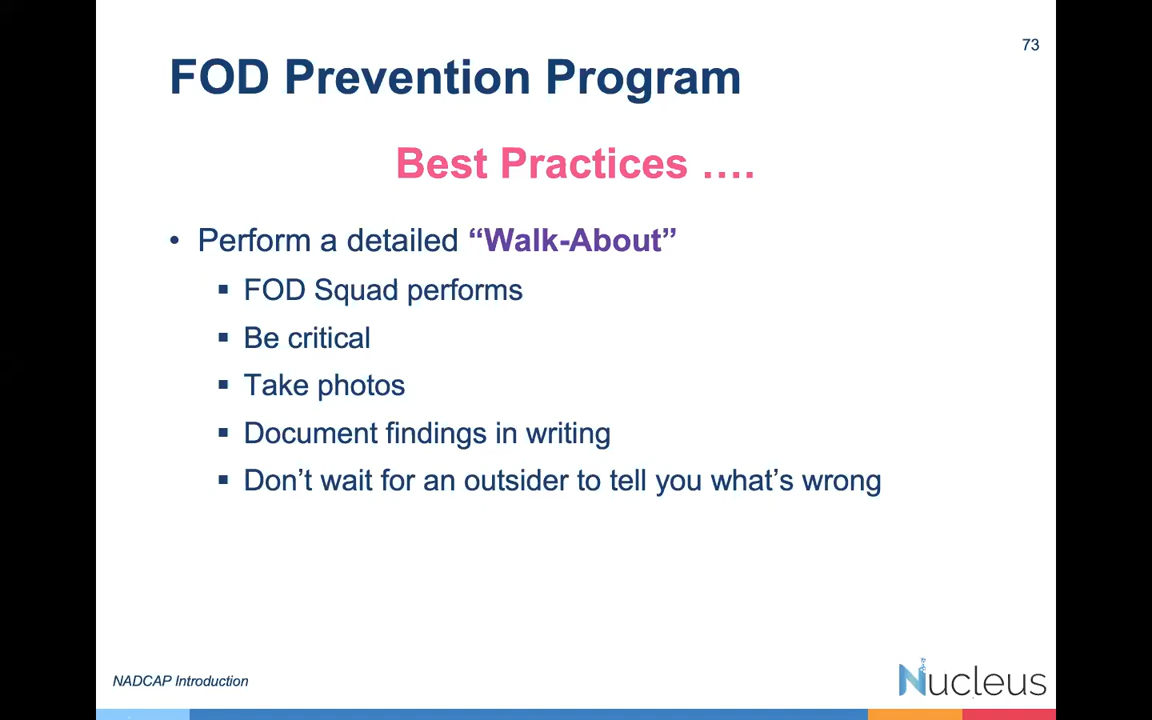 73
FOD Prevention Program
Best Practices ....
• Perform a detailed “Walk-About”
▪ FOD Squad performs
▪ Be critical
▪ Take photos
▪ Document findings in writing
▪ Don’t wait for an outsider to tell you what’s wrong
NADCAP Introduction
Nucleus